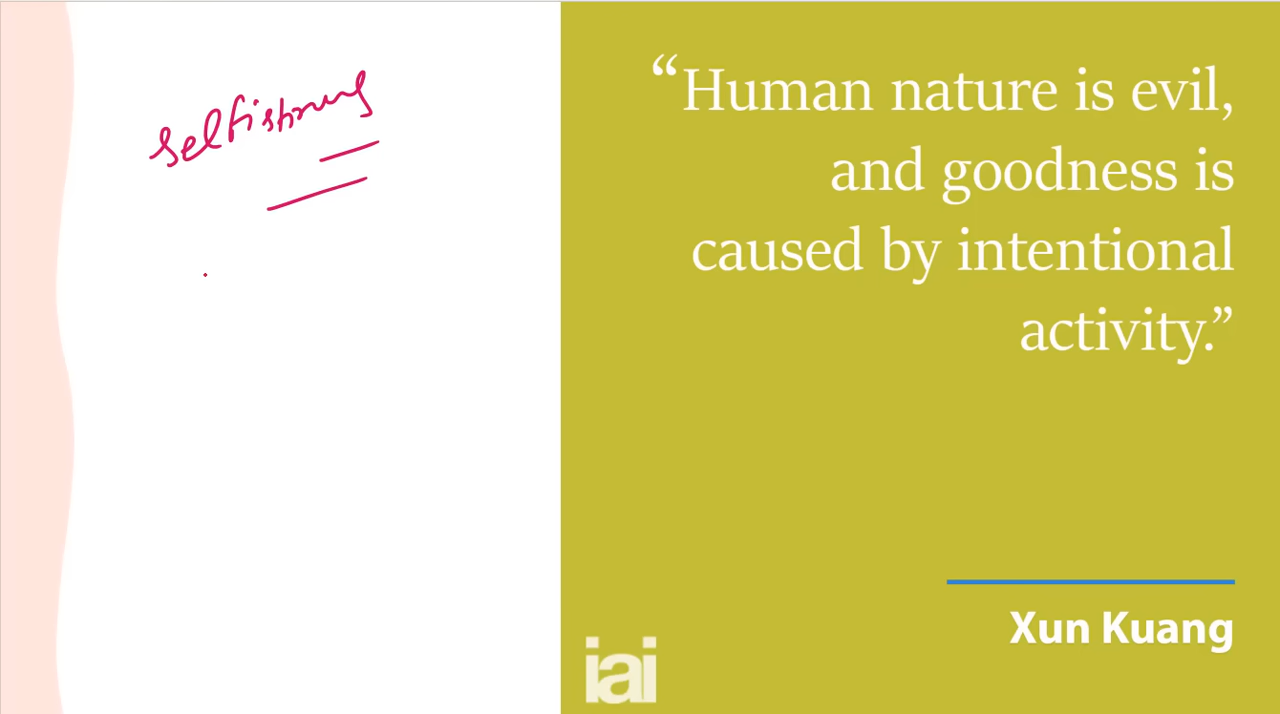 selfishness
“Human nature is evil,
and goodness is
caused by intentional
activity.”
Xun Kuang
iai